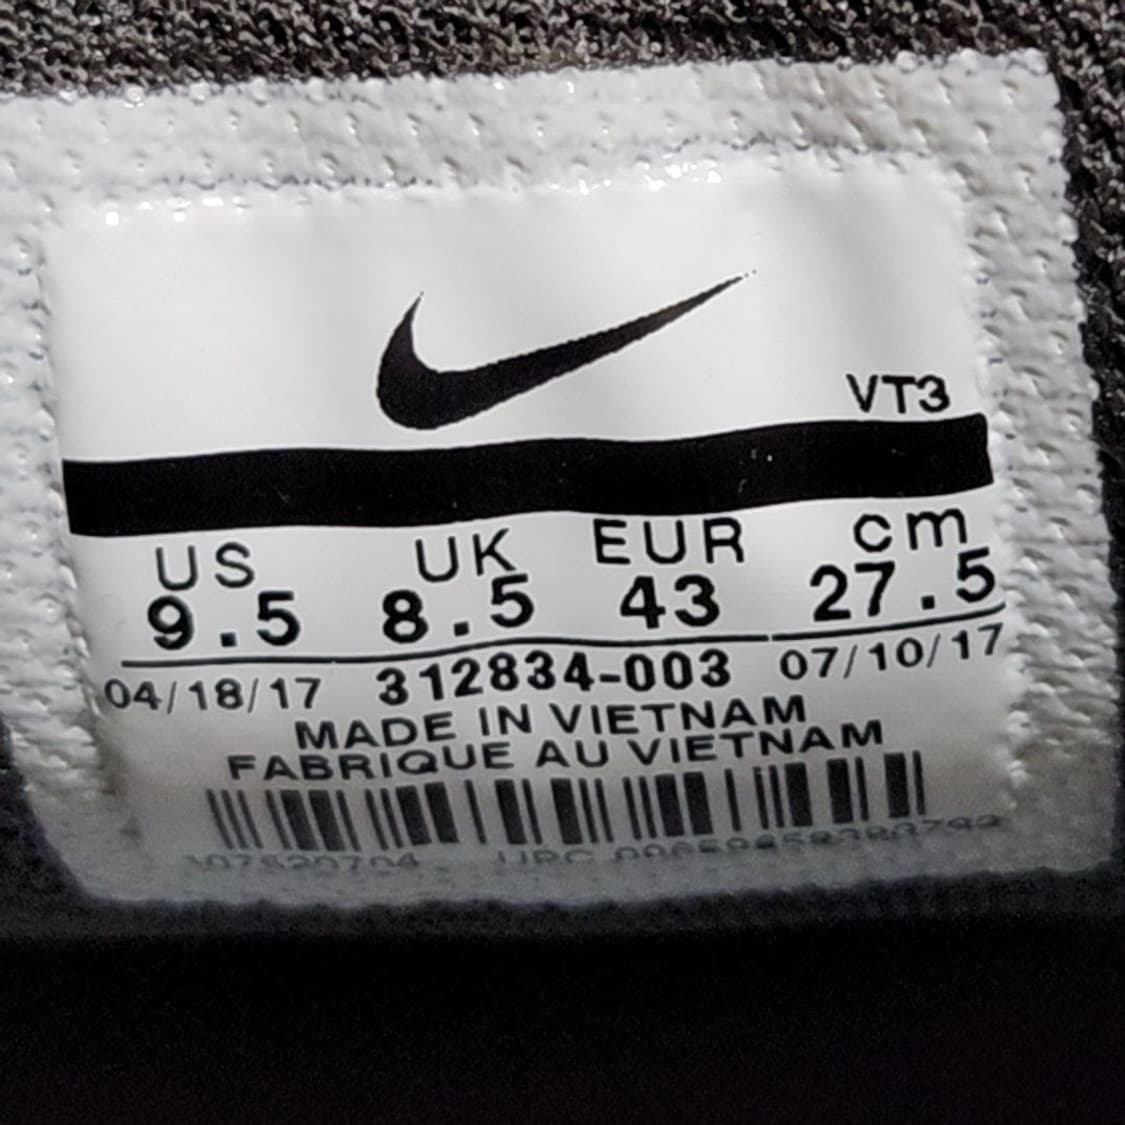 VT3
US UK EUR cm
9.5 8.5 43 27.5
04/18/17 312834-003 07/10/17
MADE IN VIETNAM
FABRIQUE AU VIETNAM
UPC